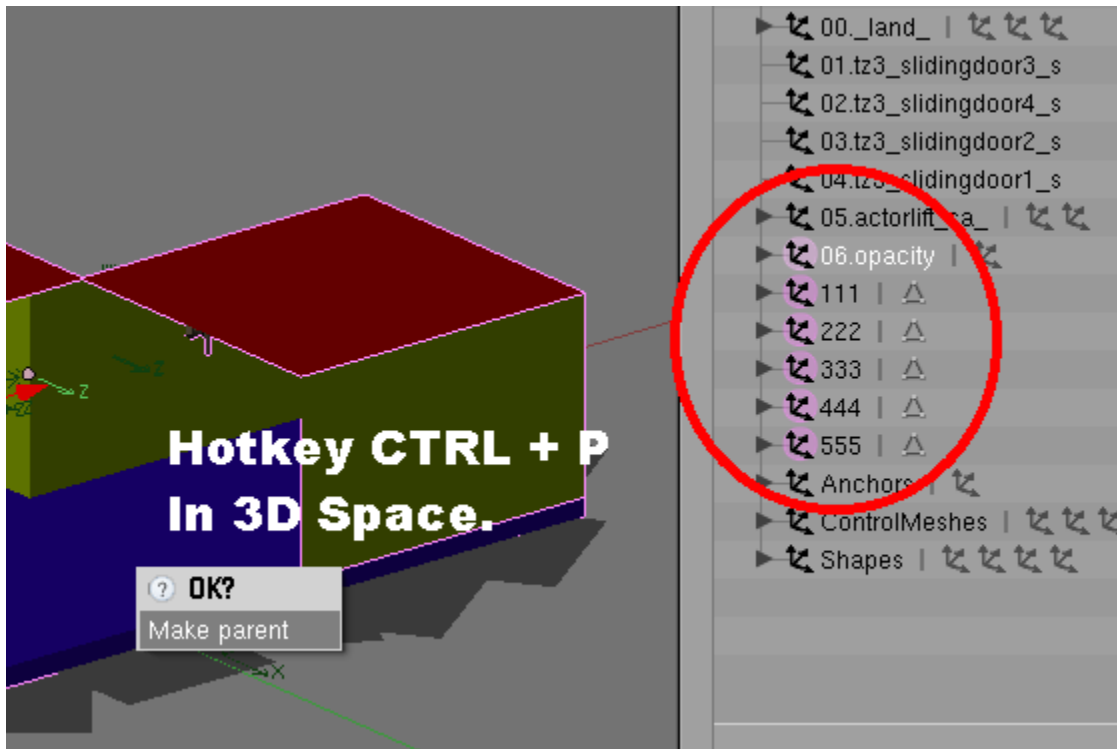 00._land_
01.tz3_slidingdoor3_s
02.tz3_slidingdoor4_s
03.tz3_slidingdoor2_s
04.tz3_slidingdoor1_s
05.actorlift_sa_
06.opacity
111
222
333
444
555
Anchors
ControlMeshes
Shapes
Z
Z
Hotkey CTRL + P
In 3D Space.
OK?
Make parent
X